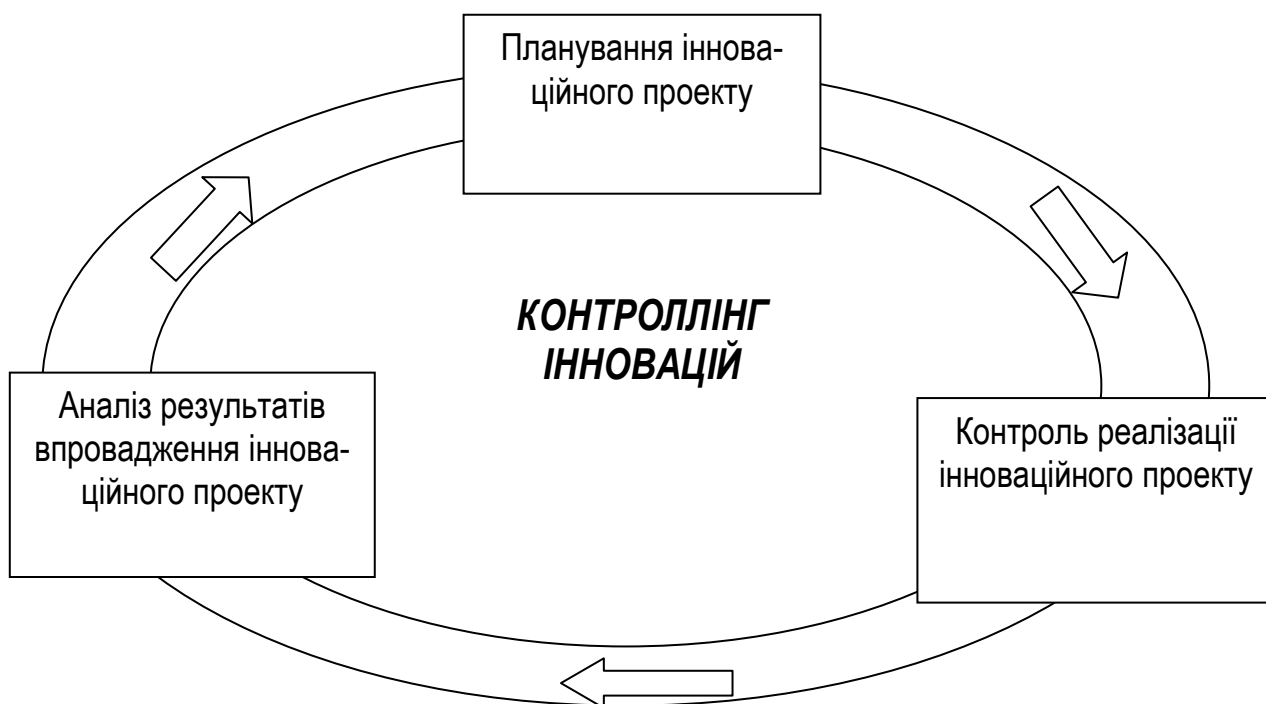 Планування іннова-
ційного проекту
КОНТРОЛЛІНГ
ІННОВАЦІЙ
Аналіз результатів
впровадження іннова-
ційного проекту
Контроль реалізації
інноваційного проекту